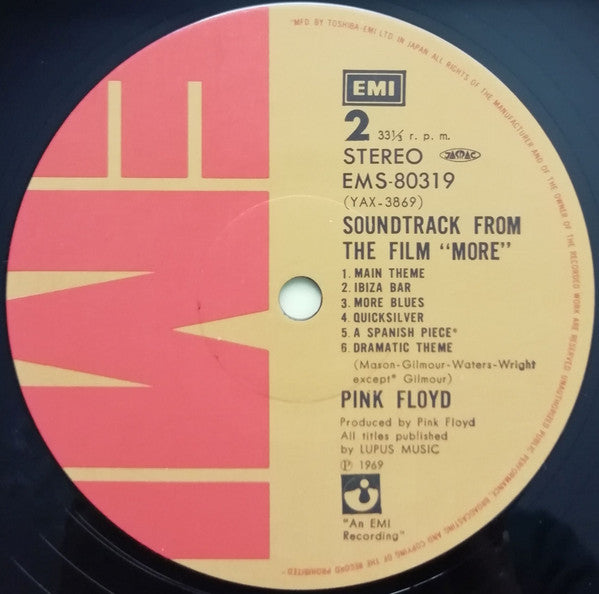 "MFD. BY TOSHIBA-EMI LTD. IN JAPAN ALL RIGHTS OF THE MANUFACTURER AND OF THE OWNER OF THE RECORDED WORK ARE RESERVED. UNAUTHORIZED PUBLIC PERFORMANCE, BROADCASTING AND COPYING OF THE RECORD PROHIBITED"
EMI
2 33⅓ r. p. m.
STEREO JASRAC
EMS-80319
(YAX-3869)
SOUNDTRACK FROM
THE FILM "MORE"
1. MAIN THEME
2. IBIZA BAR
3. MORE BLUES
4. QUICKSILVER
5. A SPANISH PIECE*
6. DRAMATIC THEME
(Mason-Gilmour-Waters-Wright
except* Gilmour)
PINK FLOYD
Produced by Pink Floyd
All titles published
by LUPUS MUSIC
Ⓟ 1969
"An EMI
Recording"
EMI